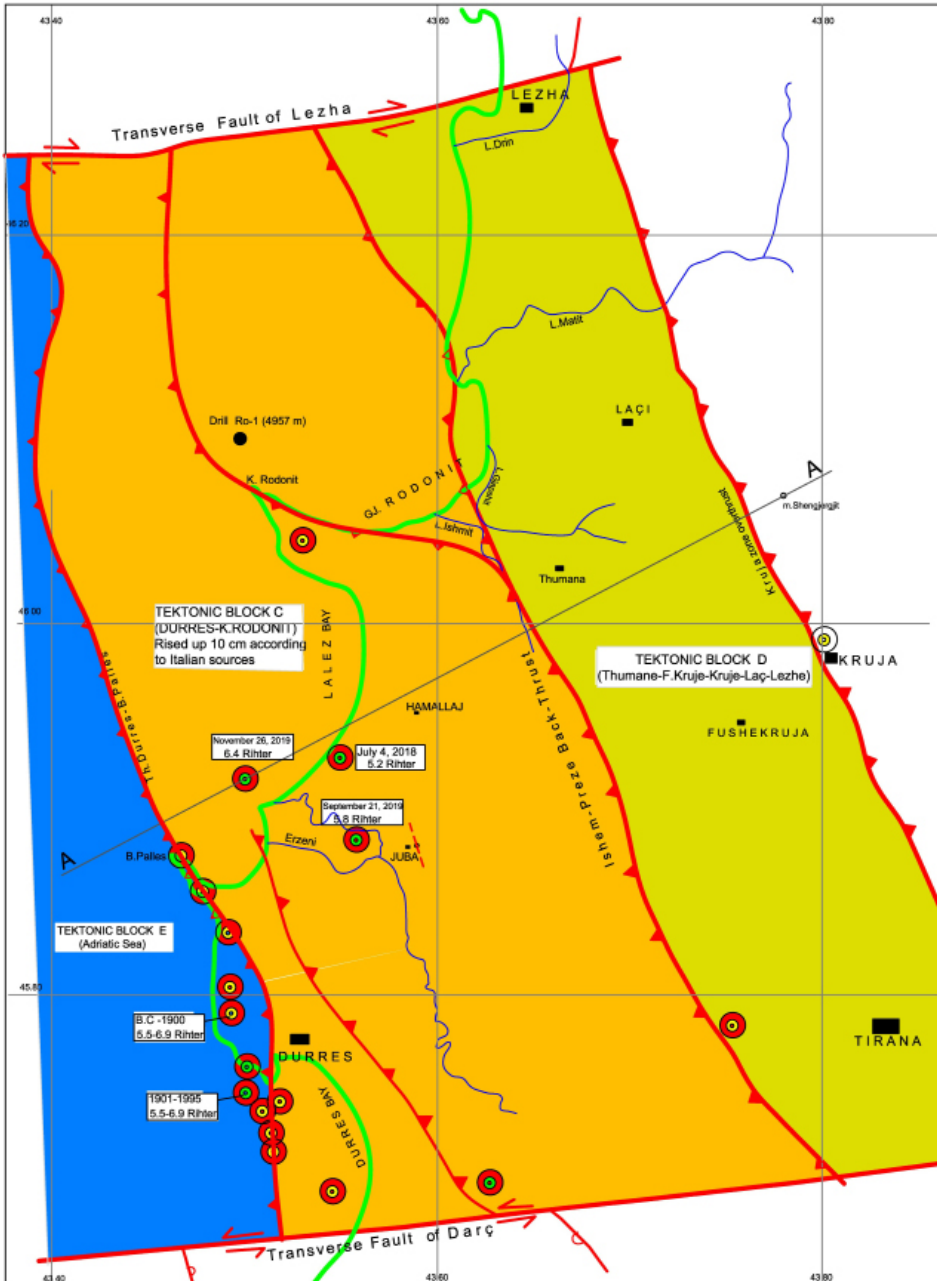 43 40
43 60
43 80
LEZHA
Transverse Fault of Lezha
L.Drin
46 20
L.Matit
LAÇI
Drill Ro-1 (4957 m)
K. Rodonit
GJ. RODONIT
L.Ishmit
A
m.Shengjergjit
Krujazone overthrust
Thumana
46 00
TEKTONIC BLOCK C
(DURRES-K.RODONIT)
Rised up 10 cm according
to Italian sources
LALEZ BAY
TEKTONIC BLOCK D
(Thumane-F.Kruje-Kruje-Laç-Lezhe)
KRUJA
Th.Durres-B.Palles
HAMALLAJ
Ishem-Preze Back-Thrust
FUSHEKRUJA
November 26, 2019
6.4 Rihter
July 4, 2018
5.2 Rihter
September 21, 2019
5.8 Rihter
Erzeni
JUBA
B.Palles
A
TEKTONIC BLOCK E
(Adriatic Sea)
45.80
B.C -1900
5.5-6.9 Rihter
DURRES
TIRANA
1901-1995
5.5-6.9 Rihter
DURRES BAY
Transverse Fault of Darç
43 40
43 60
43 80